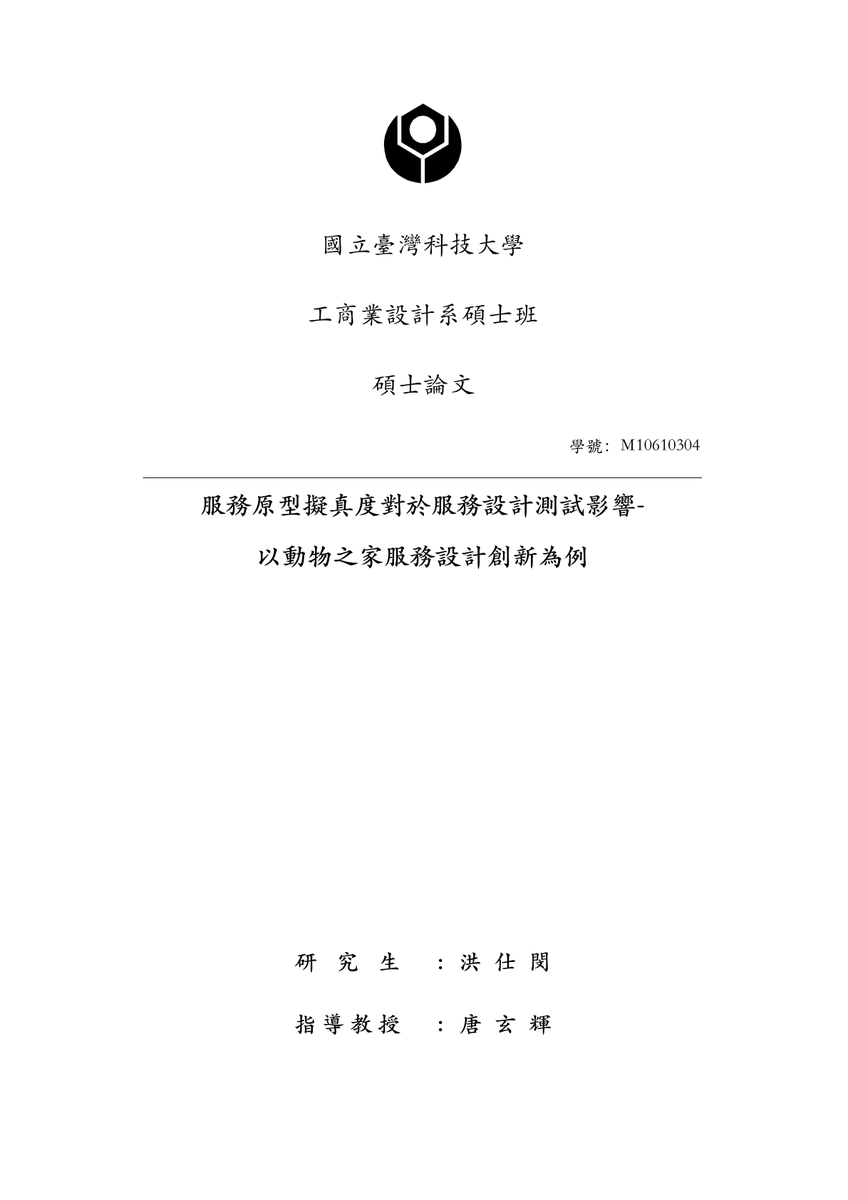 國立臺灣科技大學
工商業設計系碩士班
碩士論文
學號：M10610304
服務原型擬真度對於服務設計測試影響-
以動物之家服務設計創新為例
研 究 生 ：洪 仕 閔
指導教授 ：唐 玄 輝